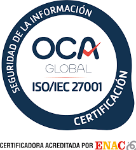 SEGURIDAD DE LA INFORMACIÓN
OCA
GLOBAL
ISO/IEC 27001
CERTIFICACIÓN
CERTIFICADORA ACREDITADA POR ENAC